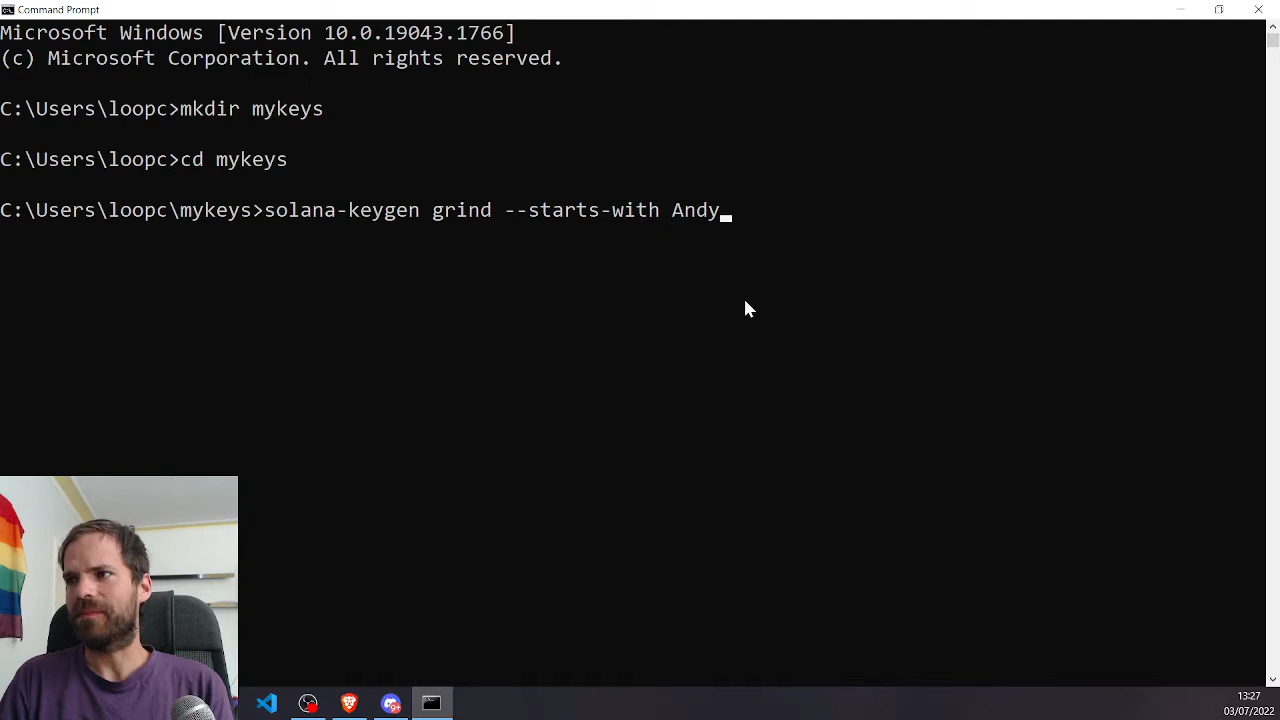 Command Prompt
Microsoft Windows [Version 10.0.19043.1766]
(c) Microsoft Corporation. All rights reserved.
C:\Users\loopc>mkdir mykeys
C:\Users\loopc>cd mykeys
C:\Users\loopc\mykeys>solana-keygen grind --starts-with Andy
9+
13:27
03/07/2022